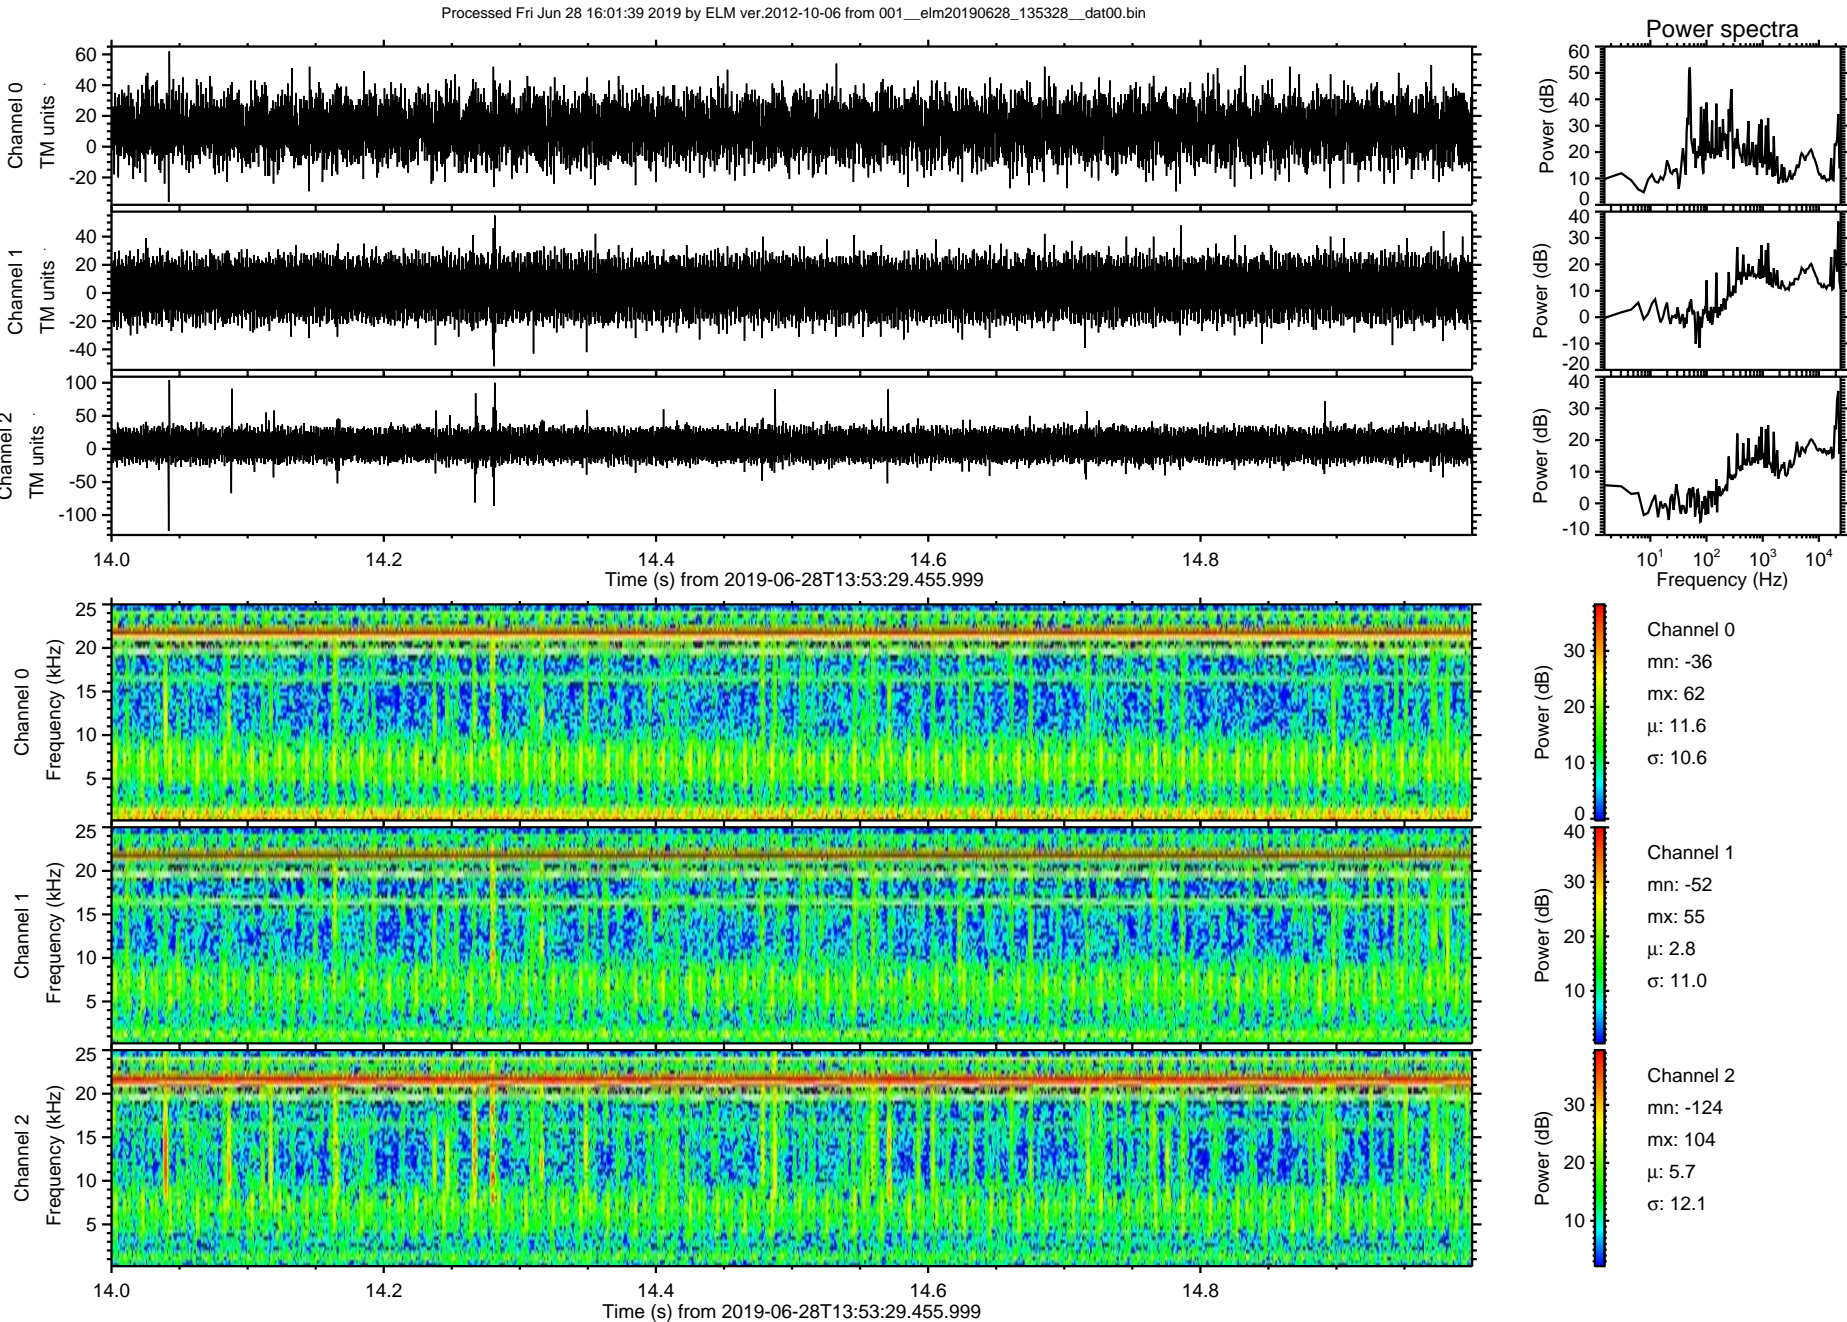 Processed Fri Jun 28 16:01:39 2019 by ELM ver.2012-10-06 from 001__elm20190628_135328__dat00.bin
Power spectra
Channel 0
TM units
60
40
20
0
-20
Power (dB)
60
50
40
30
20
10
0
Channel 1
TM units
40
20
0
-20
-40
Power (dB)
40
30
20
10
0
-10
-20
Channel 2
TM units
100
50
0
-50
-100
Power (dB)
40
30
20
10
0
-10
14.0 14.2 14.4 14.6 14.8
Time (s) from 2019-06-28T13:53:29.455.999
10^1 10^2 10^3 10^4
Frequency (Hz)
Channel 0
Frequency (kHz)
25
20
15
10
5
Power (dB)
30
20
10
0
Channel 0
mn: -36
mx: 62
μ: 11.6
σ: 10.6
Channel 1
Frequency (kHz)
25
20
15
10
5
Power (dB)
40
30
20
10
Channel 1
mn: -52
mx: 55
μ: 2.8
σ: 11.0
Channel 2
Frequency (kHz)
25
20
15
10
5
Power (dB)
30
20
10
Channel 2
mn: -124
mx: 104
μ: 5.7
σ: 12.1
14.0 14.2 14.4 14.6 14.8
Time (s) from 2019-06-28T13:53:29.455.999